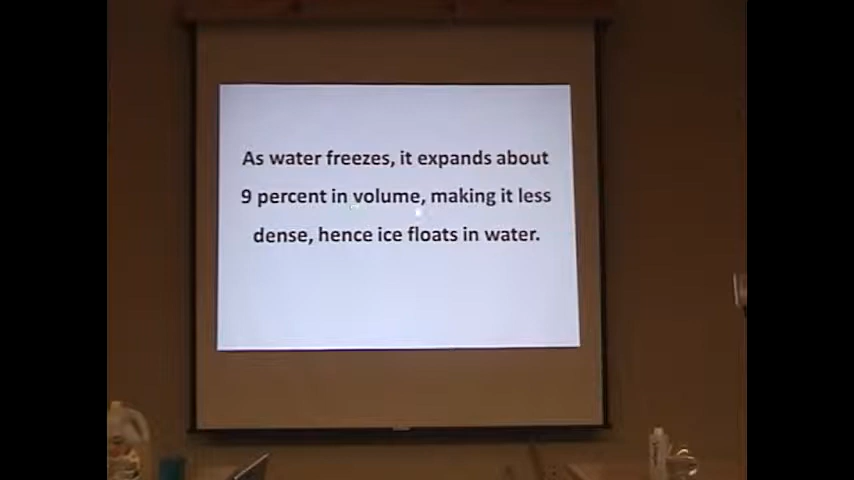 As water freezes, it expands about
9 percent in volume, making it less
dense, hence ice floats in water.